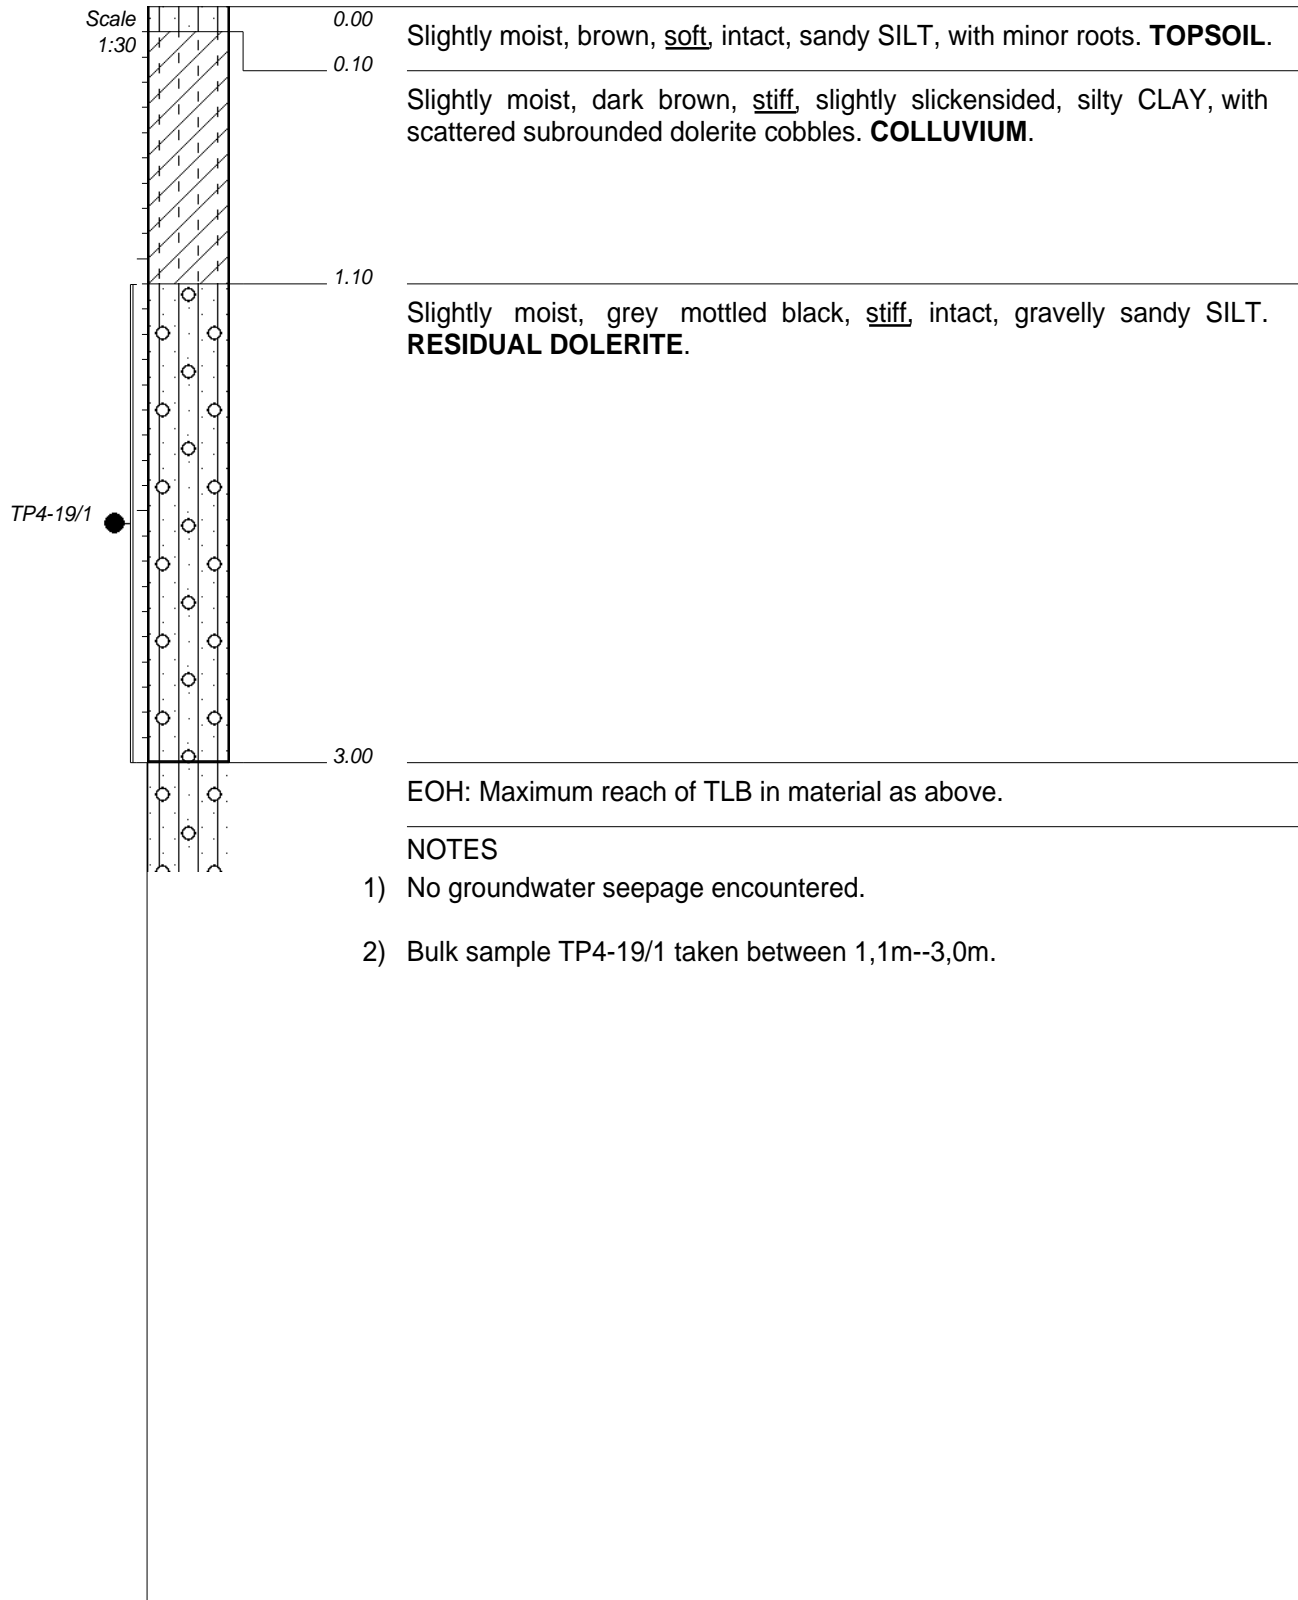 Scale
1:30
0.00
Slightly moist, brown, soft, intact, sandy SILT, with minor roots. TOPSOIL.
0.10
Slightly moist, dark brown, stiff, slightly slickensided, silty CLAY, with
scattered subrounded dolerite cobbles. COLLUVIUM.
1.10
Slightly moist, grey mottled black, stiff, intact, gravelly sandy SILT.
RESIDUAL DOLERITE.
TP4-19/1
3.00
EOH: Maximum reach of TLB in material as above.
NOTES
1) No groundwater seepage encountered.
2) Bulk sample TP4-19/1 taken between 1,1m--3,0m.